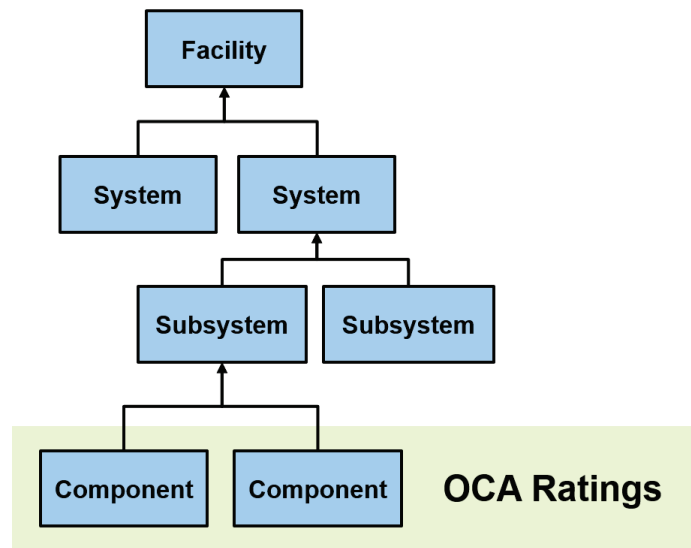 Facility
System
System
Subsystem
Subsystem
Component
Component
OCA Ratings